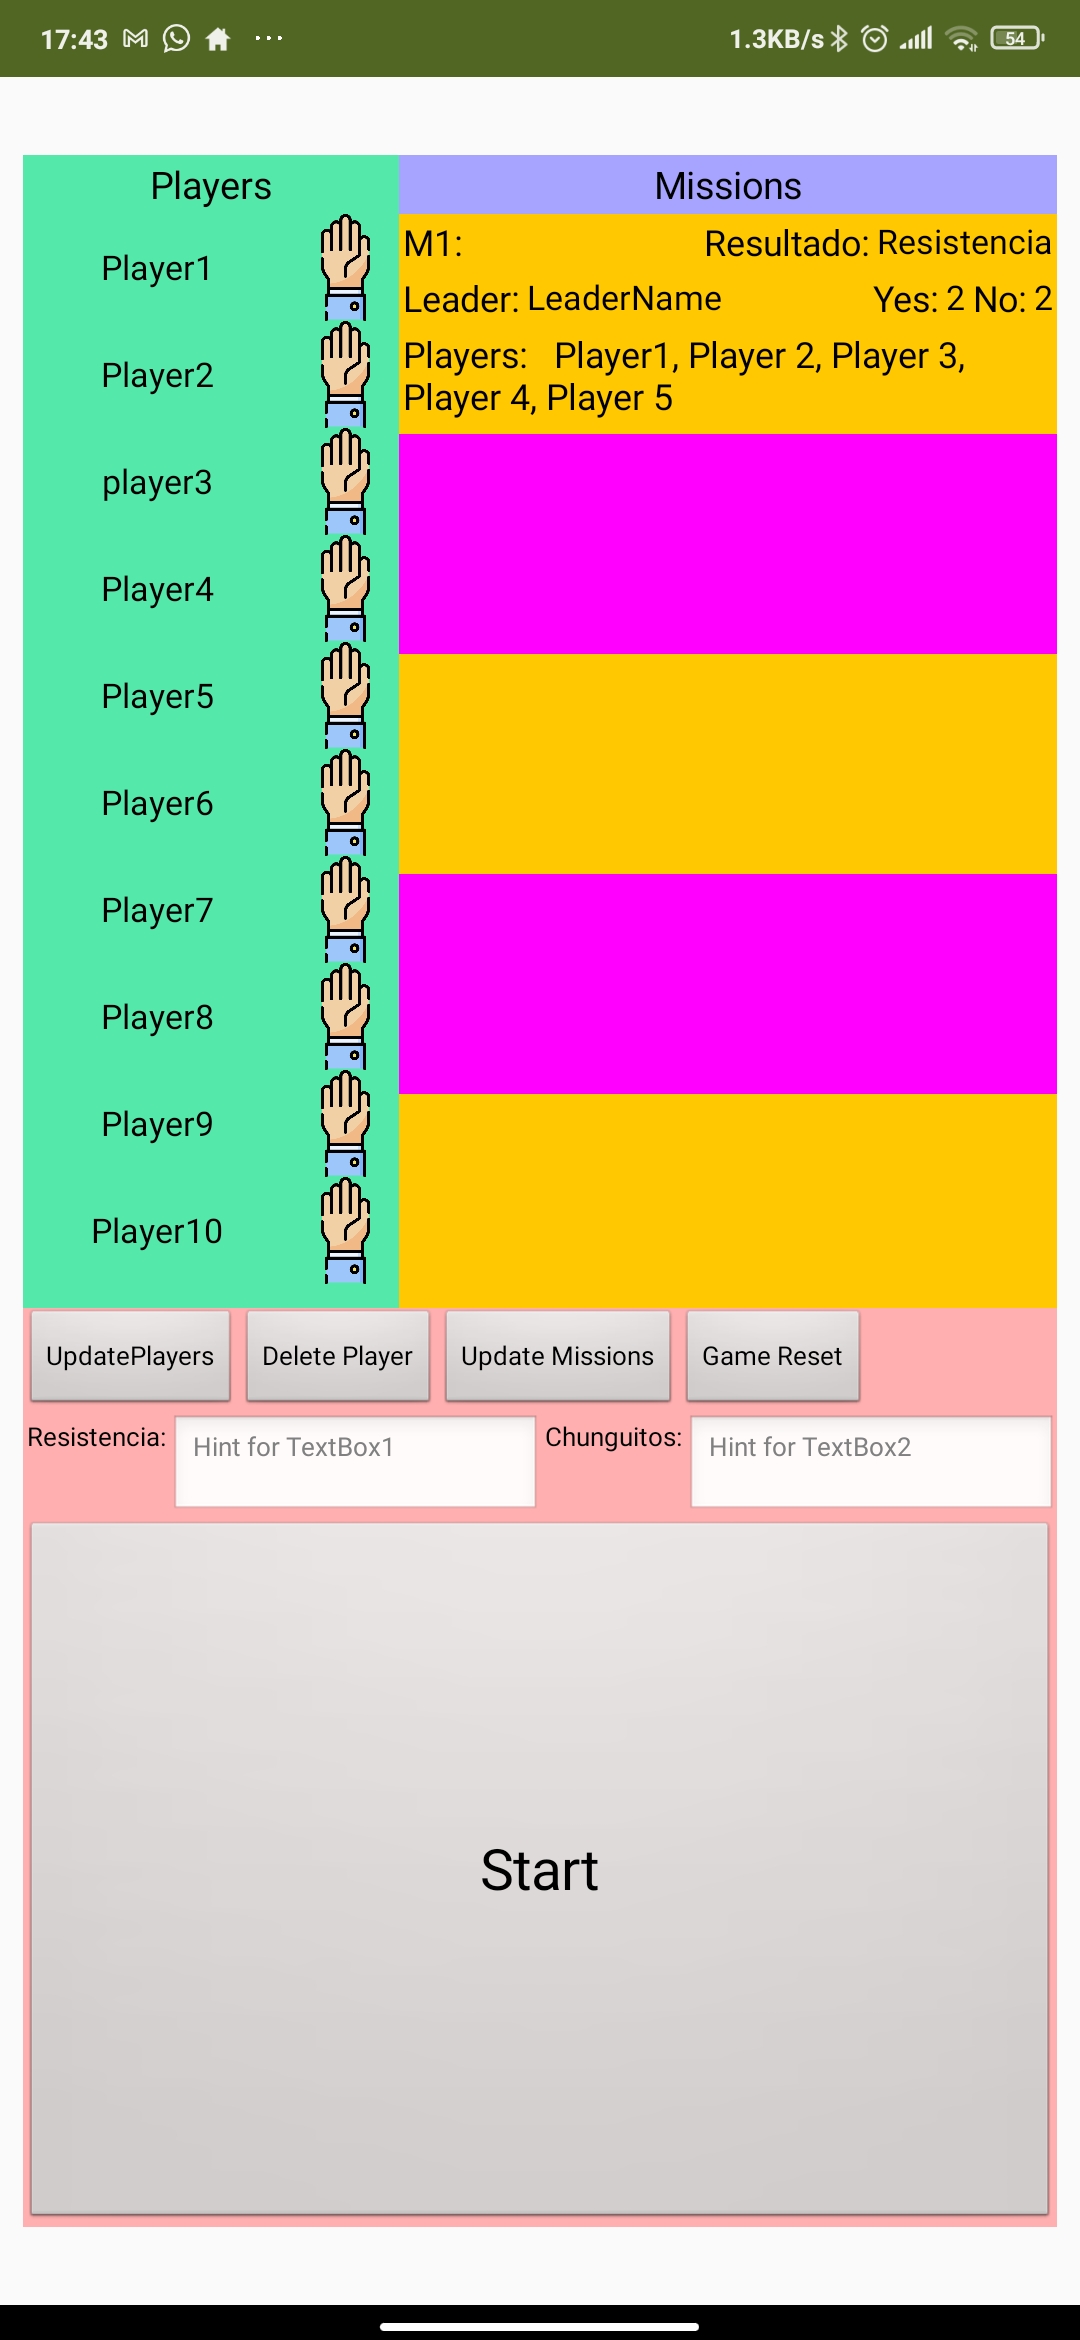 17:43 ... 1.3KB/s 54
Players
Missions
Player1
Player2
player3
Player4
Player5
Player6
Player7
Player8
Player9
Player10
M1: Resultado: Resistencia
Leader: LeaderName Yes: 2 No: 2
Players: Player1, Player 2, Player 3,
Player 4, Player 5
UpdatePlayers Delete Player Update Missions Game Reset
Resistencia: Hint for TextBox1 Chunguitos: Hint for TextBox2
Start